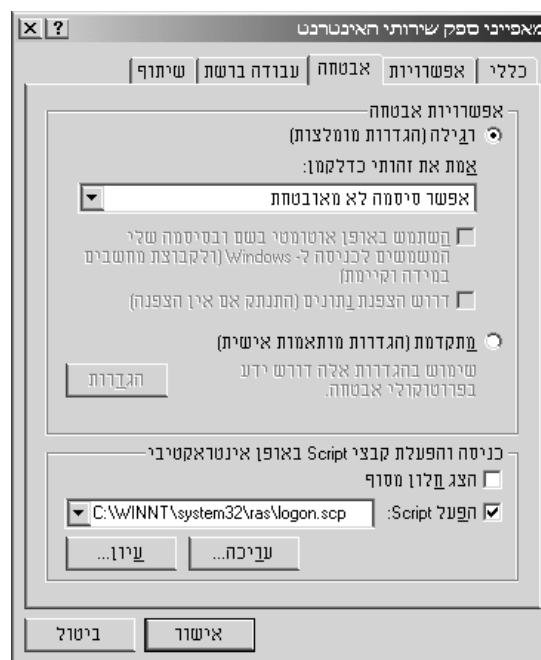 מאפייני ספק שירותי האינטרנט
כללי אפשרויות אבטחה עבודה ברשת שיתוף
אפשרויות אבטחה
רגילה (הגדרות מומלצות)
אמת את זהותי כדלקמן:
אפשר סיסמה לא מאובטחת
השתמש באופן אוטומטי בשם ובסיסמה שלי
המשמשים לכניסה ל- Windows (ולקבוצת מחשבים
במידה וקיימת)
דרוש הצפנת נתונים (התנתק אם אין הצפנה)
מתקדמת (הגדרות מותאמות אישית)
שימוש בהגדרות אלה דורש ידע
בפרוטוקולי אבטחה.
הגדרות
כניסה והפעלת קבצי Script באופן אינטראקטיבי
הצג חלון מסוף
הפעל Script: C:\WINNT\system32\ras\logon.scp
עריכה... עיון...
אישור ביטול